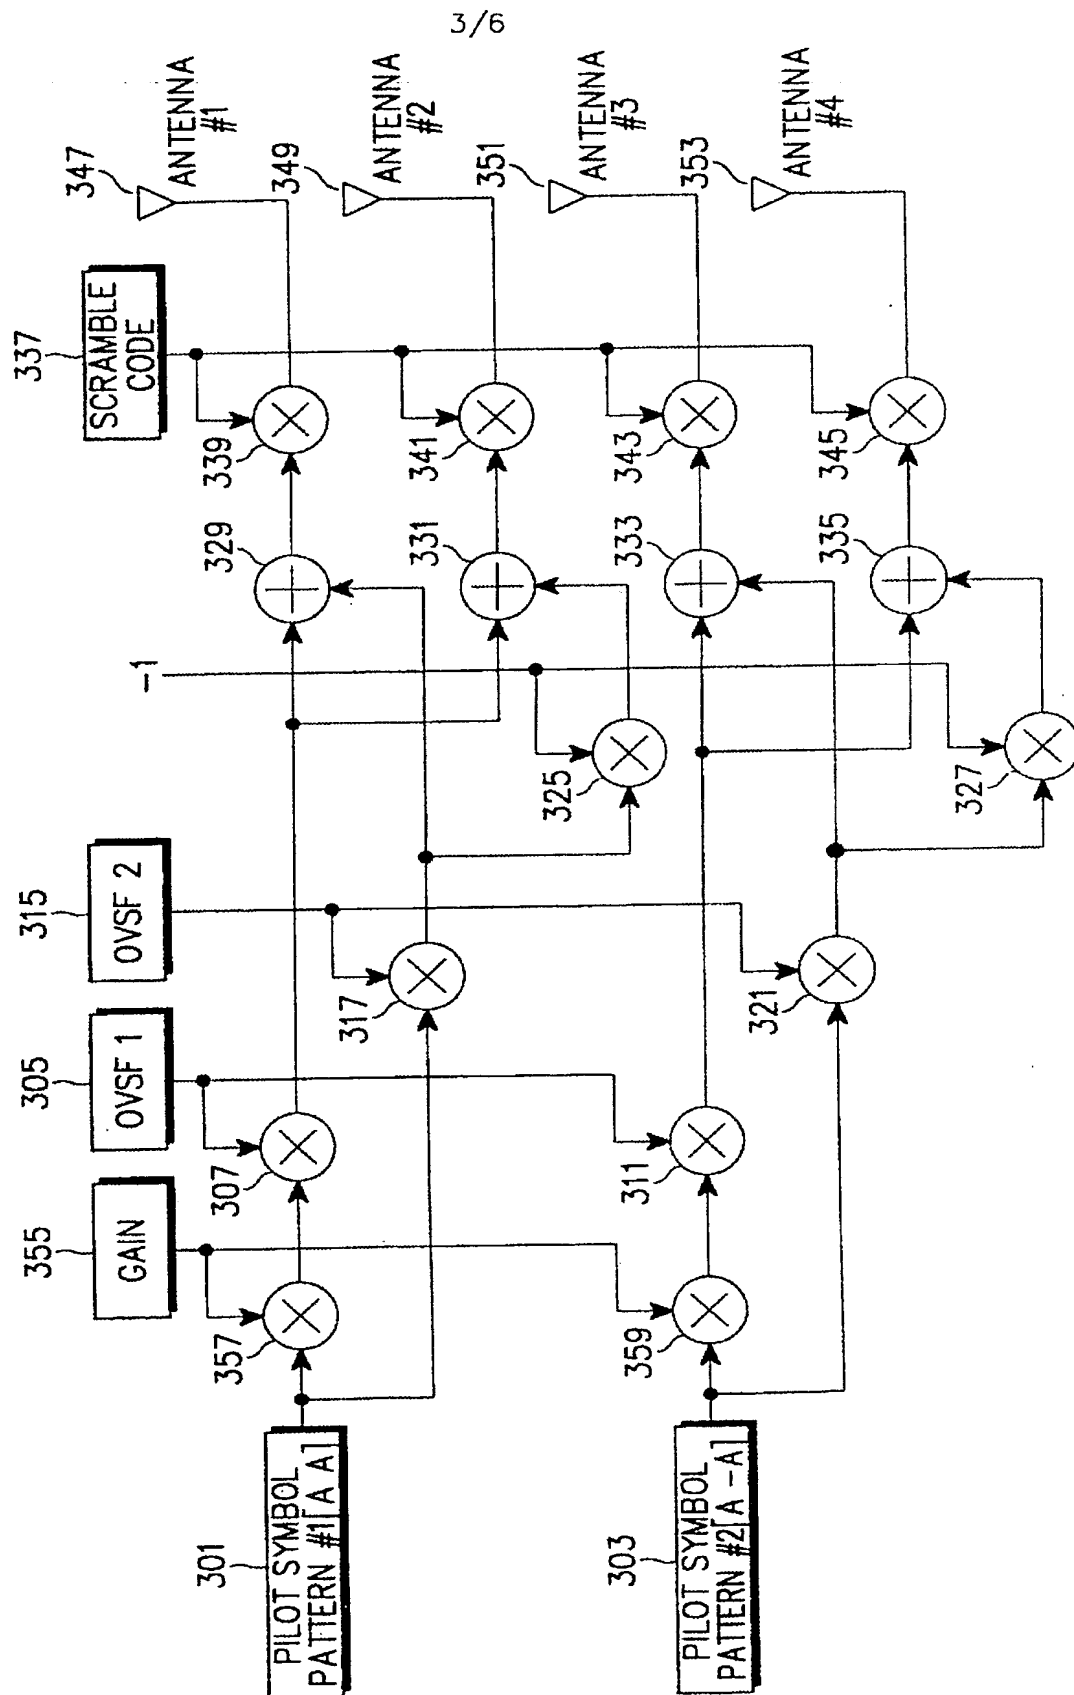 3/6
347
ANTENNA
#1
349
ANTENNA
#2
351
ANTENNA
#3
353
ANTENNA
#4
337
SCRAMBLE
CODE
339
341
343
345
329
331
333
335
-1
325
327
315
OVSF 2
317
321
305
OVSF 1
307
311
355
GAIN
357
359
301
PILOT SYMBOL
PATTERN #1[A A]
303
PILOT SYMBOL
PATTERN #2[A -A]